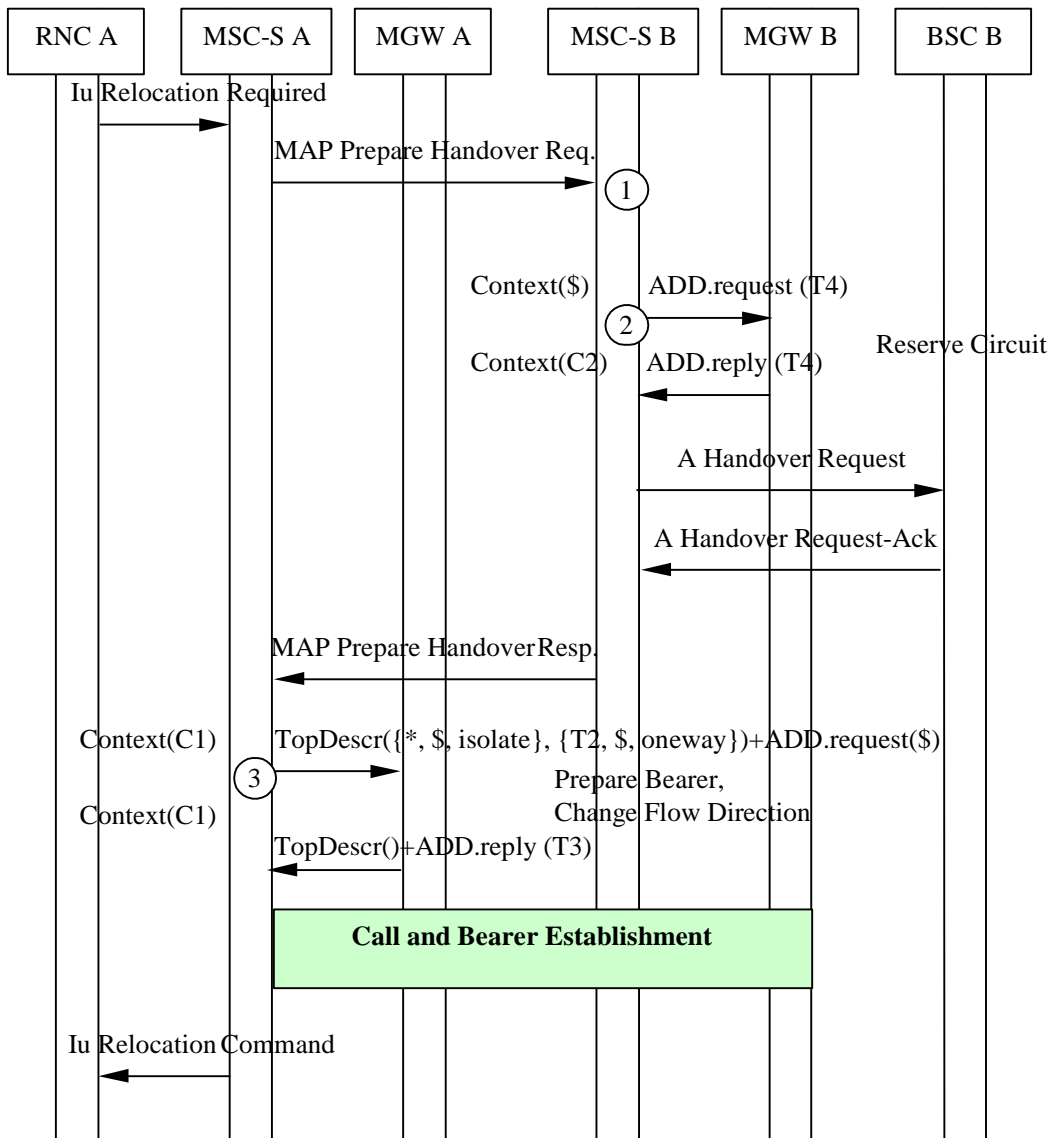 RNC A MSC-S A MGW A MSC-S B MGW B BSC B
Iu Relocation Required
MAP Prepare Handover Req.
1
Context($) ADD.request (T4)
2
Reserve Circuit
Context(C2) ADD.reply (T4)
A Handover Request
A Handover Request-Ack
MAP Prepare Handover Resp.
Context(C1) TopDescr({*, $, isolate}, {T2, $, oneway})+ADD.request($)
3 Prepare Bearer,
Context(C1) Change Flow Direction
TopDescr()+ADD.reply (T3)
Call and Bearer Establishment
Iu Relocation Command